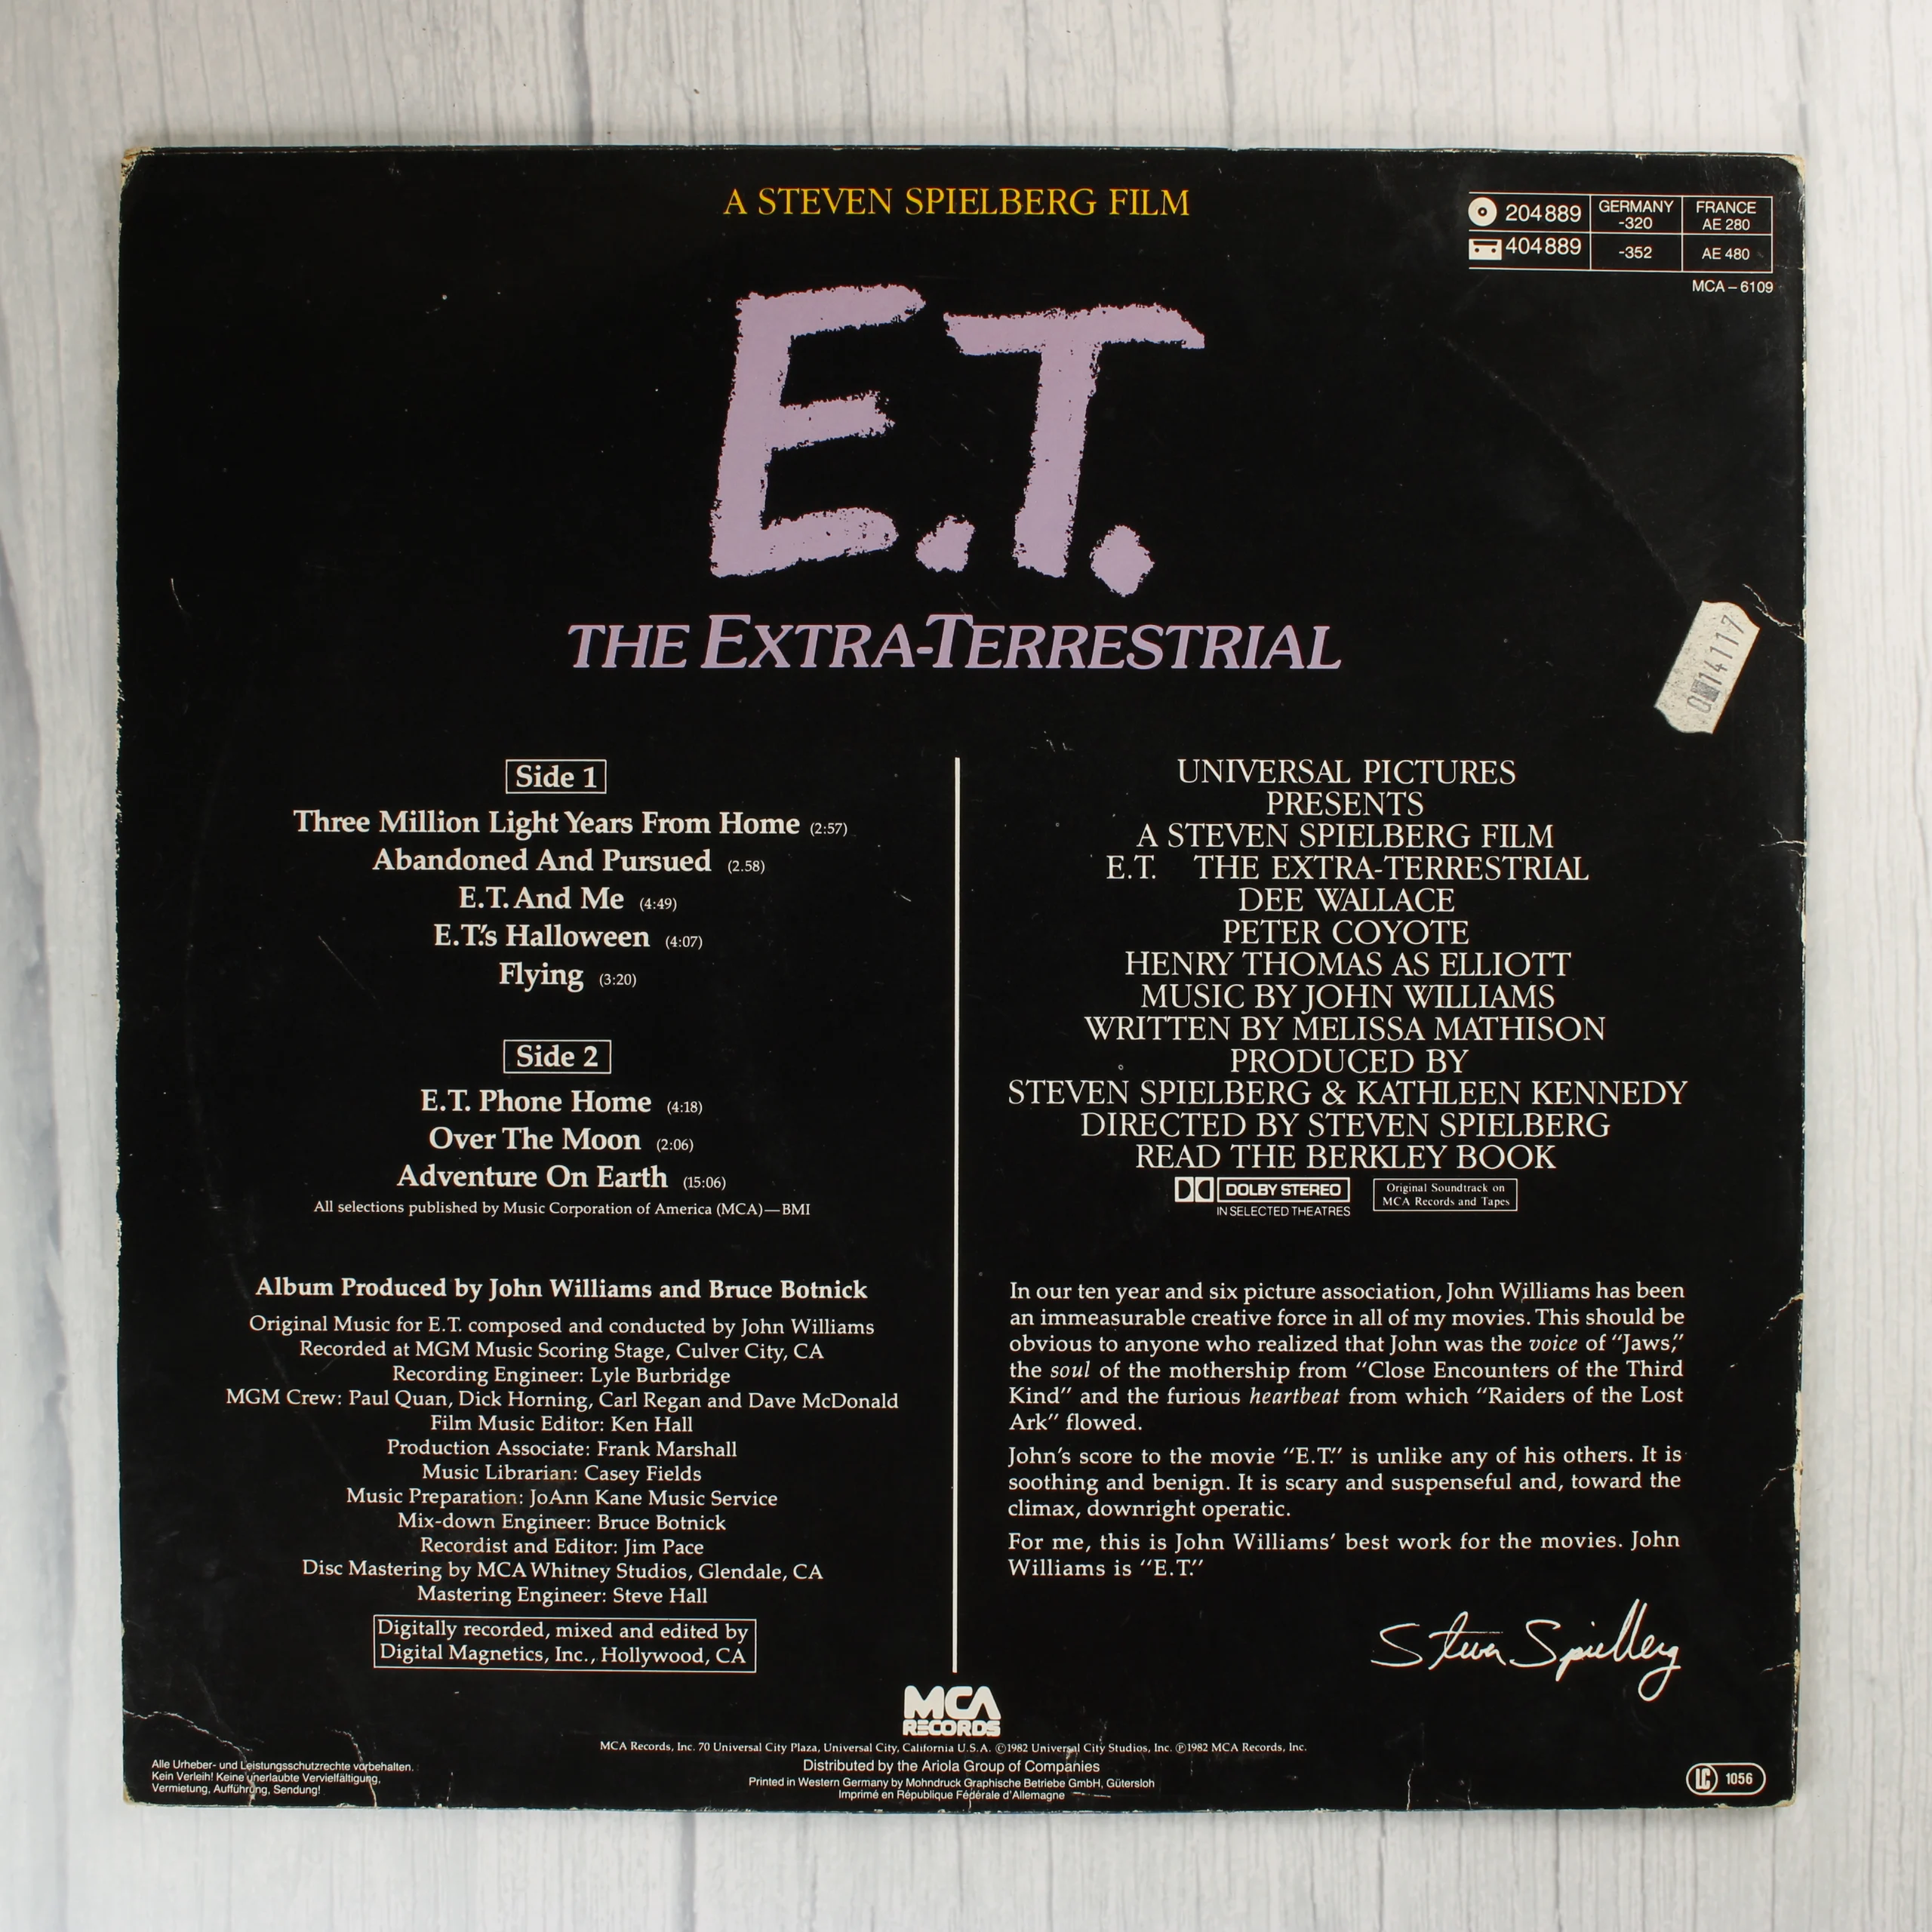 A STEVEN SPIELBERG FILM
204 889 GERMANY -320 FRANCE AE 280
404 889 -352 AE 480
MCA – 6109
E.T.
THE EXTRA-TERRESTRIAL
0 14117
Side 1
Three Million Light Years From Home (2:57)
Abandoned And Pursued (2.58)
E.T. And Me (4:49)
E.T.'s Halloween (4:07)
Flying (3:20)
Side 2
E.T. Phone Home (4:18)
Over The Moon (2:06)
Adventure On Earth (15:06)
All selections published by Music Corporation of America (MCA)—BMI
Album Produced by John Williams and Bruce Botnick
Original Music for E.T. composed and conducted by John Williams
Recorded at MGM Music Scoring Stage, Culver City, CA
Recording Engineer: Lyle Burbridge
MGM Crew: Paul Quan, Dick Horning, Carl Regan and Dave McDonald
Film Music Editor: Ken Hall
Production Associate: Frank Marshall
Music Librarian: Casey Fields
Music Preparation: JoAnn Kane Music Service
Mix-down Engineer: Bruce Botnick
Recordist and Editor: Jim Pace
Disc Mastering by MCA Whitney Studios, Glendale, CA
Mastering Engineer: Steve Hall
Digitally recorded, mixed and edited by
Digital Magnetics, Inc., Hollywood, CA
UNIVERSAL PICTURES
PRESENTS
A STEVEN SPIELBERG FILM
E.T. THE EXTRA-TERRESTRIAL
DEE WALLACE
PETER COYOTE
HENRY THOMAS AS ELLIOTT
MUSIC BY JOHN WILLIAMS
WRITTEN BY MELISSA MATHISON
PRODUCED BY
STEVEN SPIELBERG & KATHLEEN KENNEDY
DIRECTED BY STEVEN SPIELBERG
READ THE BERKLEY BOOK
DOLBY STEREO
IN SELECTED THEATRES
Original Soundtrack on
MCA Records and Tapes
In our ten year and six picture association, John Williams has been
an immeasurable creative force in all of my movies. This should be
obvious to anyone who realized that John was the voice of "Jaws,"
the soul of the mothership from "Close Encounters of the Third
Kind" and the furious heartbeat from which "Raiders of the Lost
Ark" flowed.
John's score to the movie "E.T." is unlike any of his others. It is
soothing and benign. It is scary and suspenseful and, toward the
climax, downright operatic.
For me, this is John Williams' best work for the movies. John
Williams is "E.T."
Steven Spielberg
MCA
RECORDS
MCA Records, Inc. 70 Universal City Plaza, Universal City, California U.S.A. ©1982 Universal City Studios, Inc. ℗1982 MCA Records, Inc.
Distributed by the Ariola Group of Companies
Printed in Western Germany by Mohndruck Graphische Betriebe GmbH, Gütersloh
Imprimé en République Fédérale d'Allemagne
Alle Urheber- und Leistungsschutzrechte vorbehalten.
Kein Verleih! Keine unerlaubte Vervielfältigung,
Vermietung, Aufführung, Sendung!
LC 1056